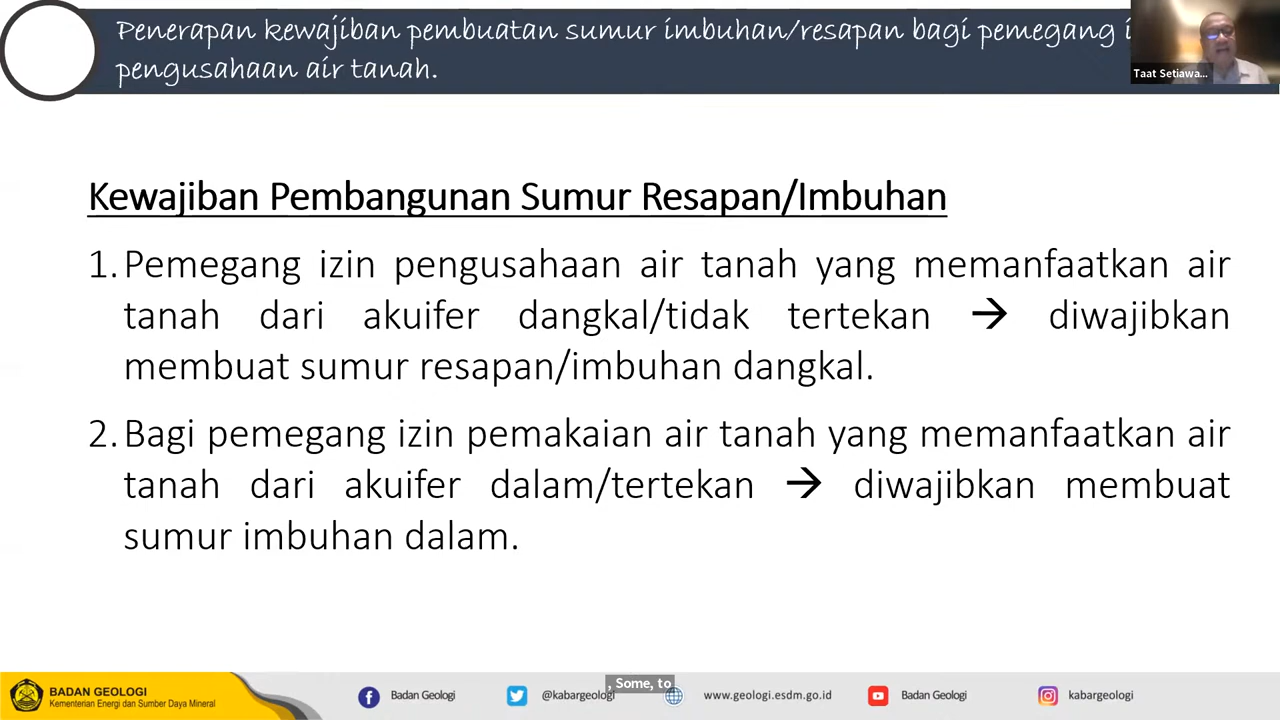 Penerapan kewajiban pembuatan sumur imbuhan/resapan bagi pemegang
pengusahaan air tanah.
Taat Setiawa...
Kewajiban Pembangunan Sumur Resapan/Imbuhan
1. Pemegang izin pengusahaan air tanah yang memanfaatkan air
tanah dari akuifer dangkal/tidak tertekan → diwajibkan
membuat sumur resapan/imbuhan dangkal.
2. Bagi pemegang izin pemakaian air tanah yang memanfaatkan air
tanah dari akuifer dalam/tertekan → diwajibkan membuat
sumur imbuhan dalam.
, Some, to
BADAN GEOLOGI
Kementerian Energi dan Sumber Daya Mineral
Badan Geologi
@kabargeologi
www.geologi.esdm.go.id
Badan Geologi
kabargeologi